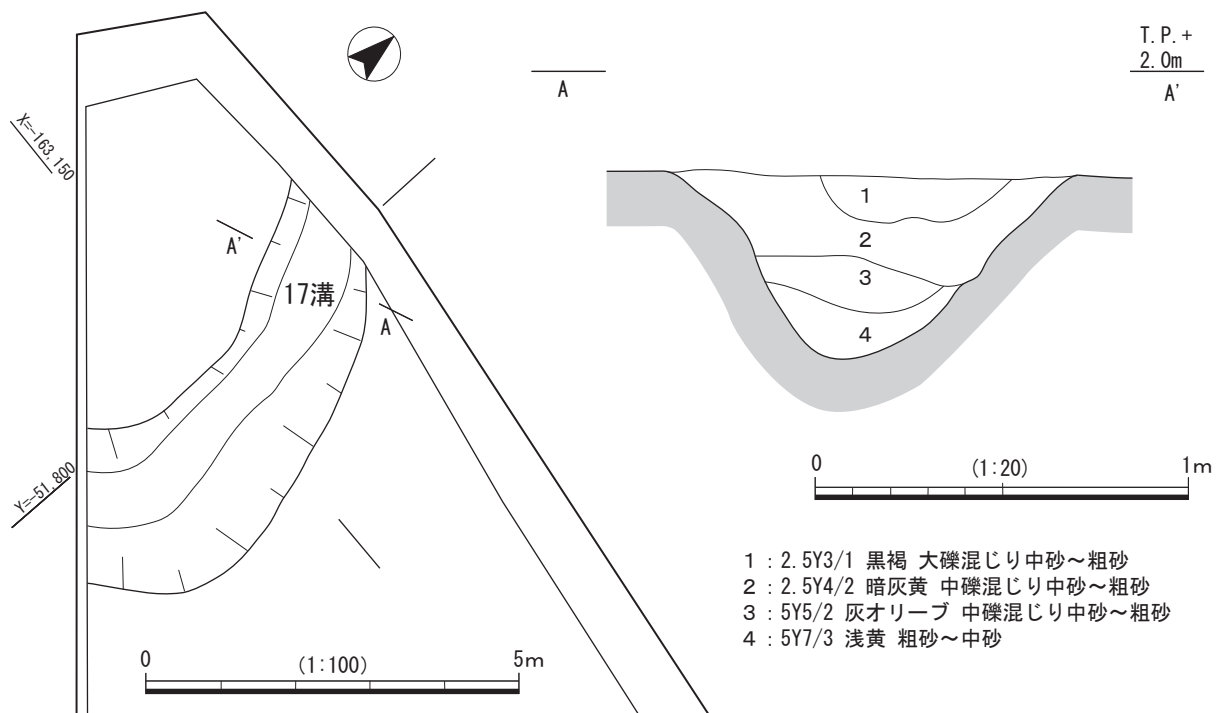 X=-163,150
Y=-51,800
A'
17溝
A
0 (1:100) 5m
A
T.P.+
2.0m
A'
1
2
3
4
0 (1:20) 1m
1：2.5Y3/1 黒褐 大礫混じり中砂～粗砂
2：2.5Y4/2 暗灰黄 中礫混じり中砂～粗砂
3：5Y5/2 灰オリーブ 中礫混じり中砂～粗砂
4：5Y7/3 浅黄 粗砂～中砂